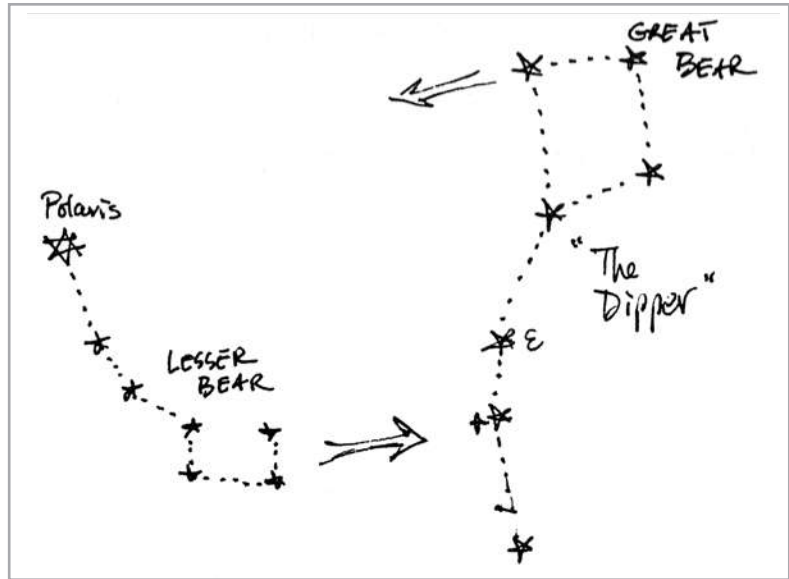 GREAT
BEAR
Polaris
"The
Dipper"
ε
LESSER
BEAR